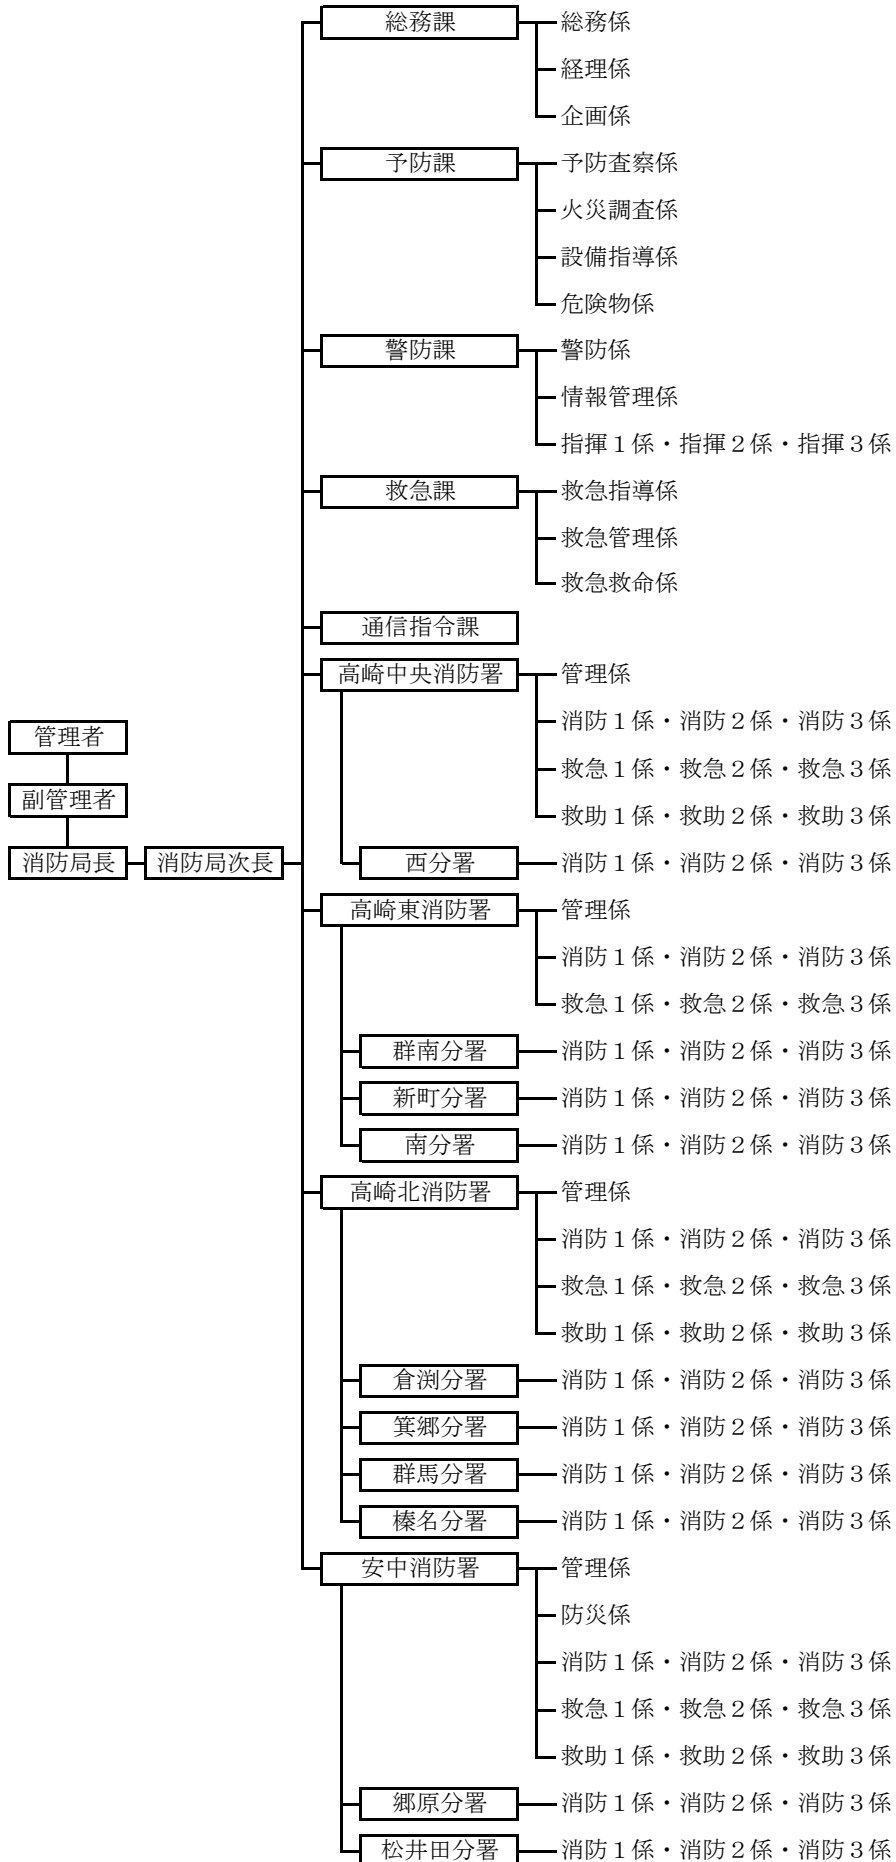 総務課 総務係
経理係
企画係
予防課 予防査察係
火災調査係
設備指導係
危険物係
警防課 警防係
情報管理係
指揮１係・指揮２係・指揮３係
救急課 救急指導係
救急管理係
救急救命係
通信指令課
高崎中央消防署 管理係
消防１係・消防２係・消防３係
管理者
救急１係・救急２係・救急３係
副管理者
救助１係・救助２係・救助３係
消防局長 消防局次長 西分署 消防１係・消防２係・消防３係
高崎東消防署 管理係
消防１係・消防２係・消防３係
救急１係・救急２係・救急３係
群南分署 消防１係・消防２係・消防３係
新町分署 消防１係・消防２係・消防３係
南分署 消防１係・消防２係・消防３係
高崎北消防署 管理係
消防１係・消防２係・消防３係
救急１係・救急２係・救急３係
救助１係・救助２係・救助３係
倉渕分署 消防１係・消防２係・消防３係
箕郷分署 消防１係・消防２係・消防３係
群馬分署 消防１係・消防２係・消防３係
榛名分署 消防１係・消防２係・消防３係
安中消防署 管理係
防災係
消防１係・消防２係・消防３係
救急１係・救急２係・救急３係
救助１係・救助２係・救助３係
郷原分署 消防１係・消防２係・消防３係
松井田分署 消防１係・消防２係・消防３係